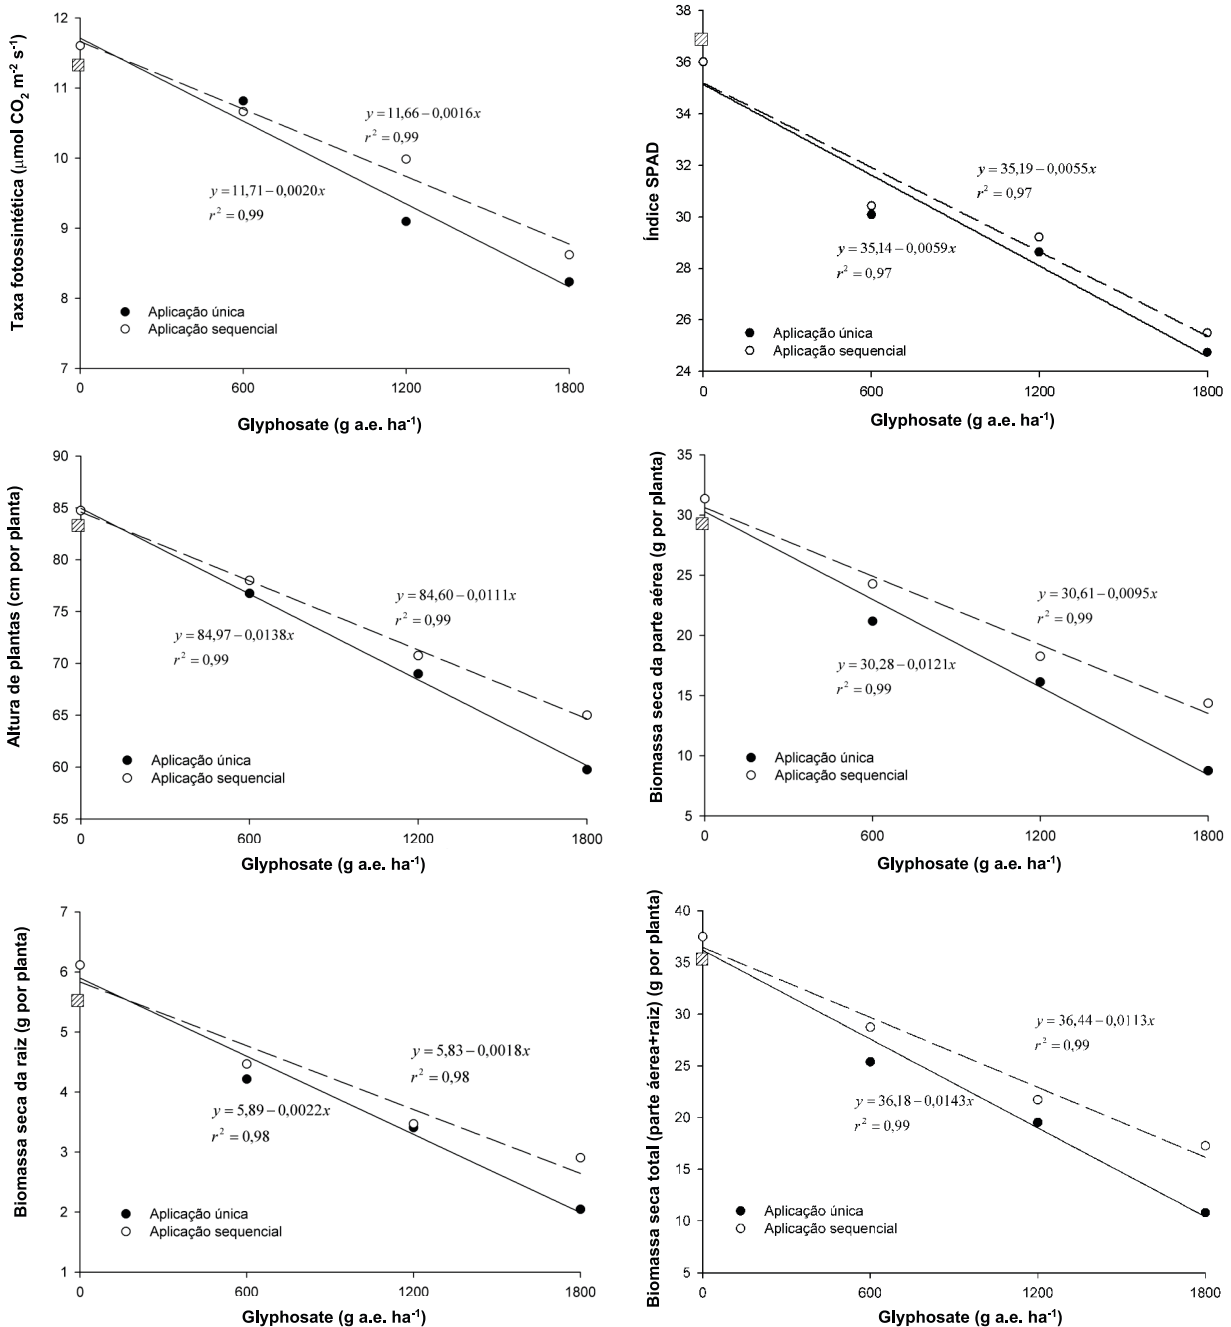 Taxa fotossintética (μmol CO2 m-2 s-1)
12
11
10
9
8
7
y = 11,66 – 0,0016x
r2 = 0,99
y = 11,71 – 0,0020x
r2 = 0,99
Aplicação única
Aplicação sequencial
0 600 1200 1800
Glyphosate (g a.e. ha-1)
Índice SPAD
38
36
34
32
30
28
26
24
y = 35,19 – 0,0055x
r2 = 0,97
y = 35,14 – 0,0059x
r2 = 0,97
Aplicação única
Aplicação sequencial
0 600 1200 1800
Glyphosate (g a.e. ha-1)
Altura de plantas (cm por planta)
90
85
80
75
70
65
60
55
y = 84,60 – 0,0111x
r2 = 0,99
y = 84,97 – 0,0138x
r2 = 0,99
Aplicação única
Aplicação sequencial
0 600 1200 1800
Glyphosate (g a.e. ha-1)
Biomassa seca da parte aérea (g por planta)
35
30
25
20
15
10
5
y = 30,61 – 0,0095x
r2 = 0,99
y = 30,28 – 0,0121x
r2 = 0,99
Aplicação única
Aplicação sequencial
0 600 1200 1800
Glyphosate (g a.e. ha-1)
Biomassa seca da raiz (g por planta)
7
6
5
4
3
2
1
y = 5,83 – 0,0018x
r2 = 0,98
y = 5,89 – 0,0022x
r2 = 0,98
Aplicação única
Aplicação sequencial
0 600 1200 1800
Glyphosate (g a.e. ha-1)
Biomassa seca total (parte áerea+raiz) (g por planta)
40
35
30
25
20
15
10
5
y = 36,44 – 0,0113x
r2 = 0,99
y = 36,18 – 0,0143x
r2 = 0,99
Aplicação única
Aplicação sequencial
0 600 1200 1800
Glyphosate (g a.e. ha-1)